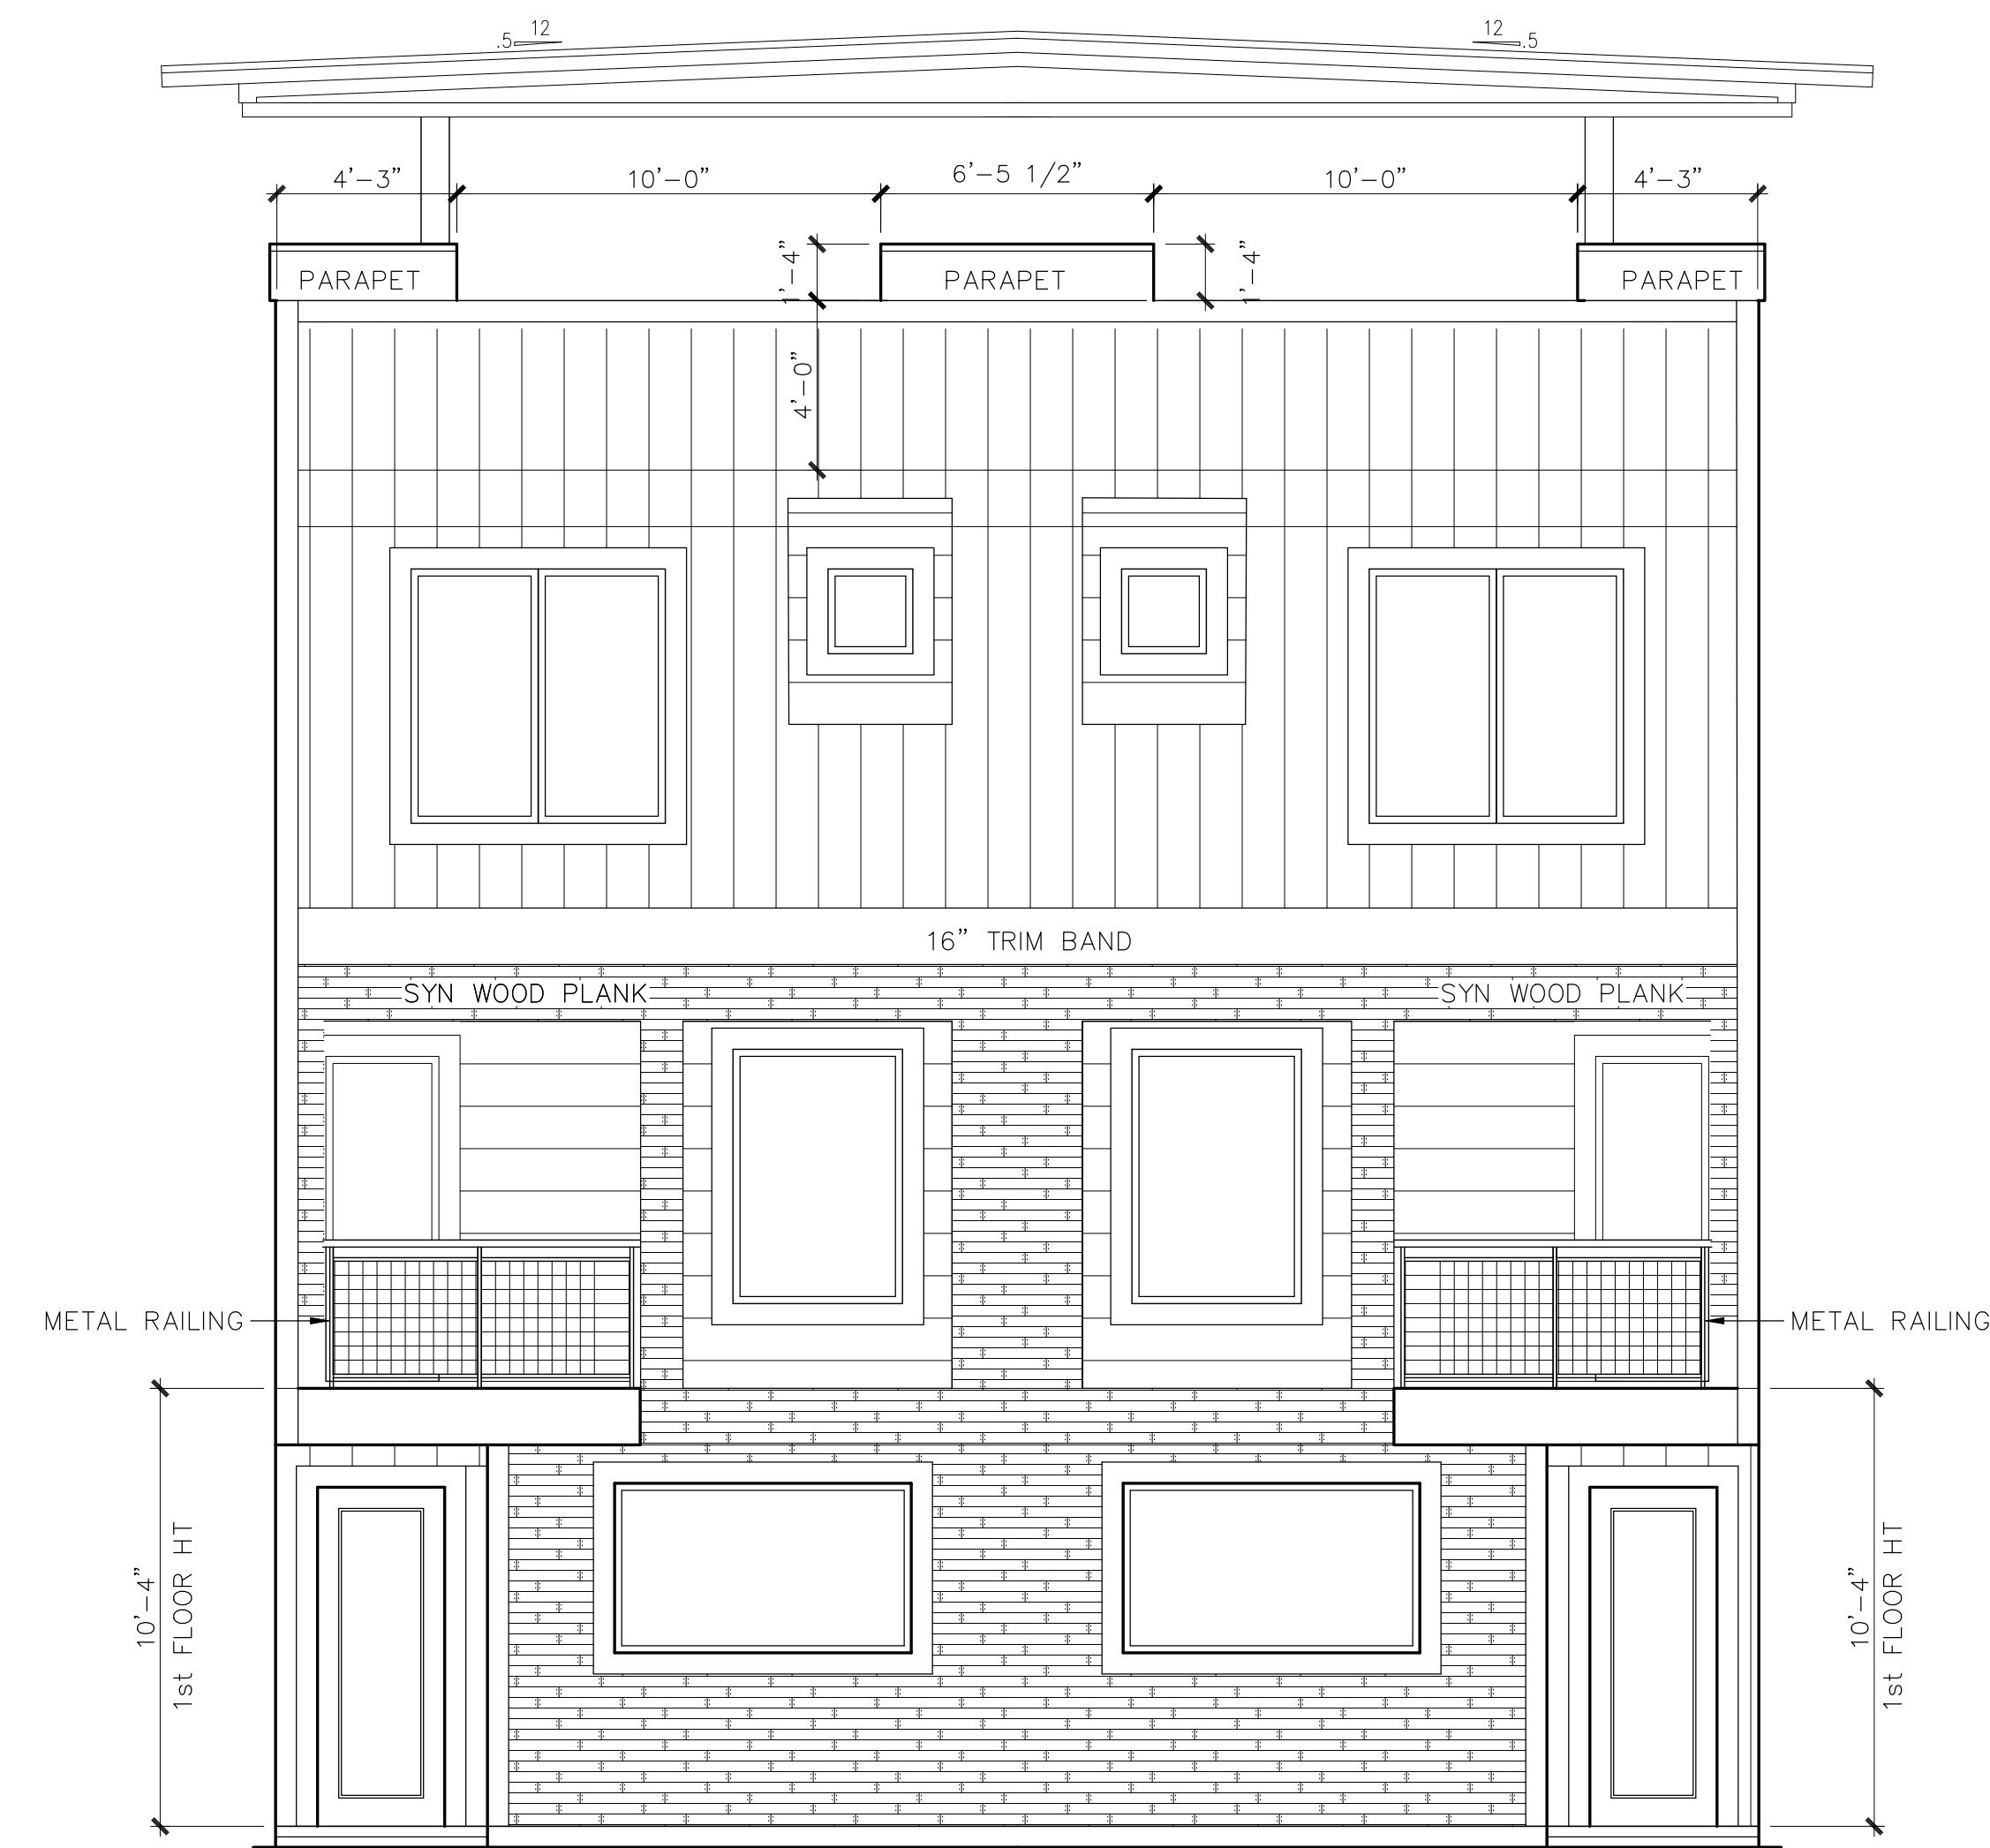 12
.5
12
.5
4'-3"
10'-0"
6'-5 1/2"
10'-0"
4'-3"
1'-4"
1'-4"
PARAPET
PARAPET
PARAPET
4'-0"
16" TRIM BAND
SYN WOOD PLANK
SYN WOOD PLANK
METAL RAILING
METAL RAILING
10'-4"
1st FLOOR HT
10'-4"
1st FLOOR HT